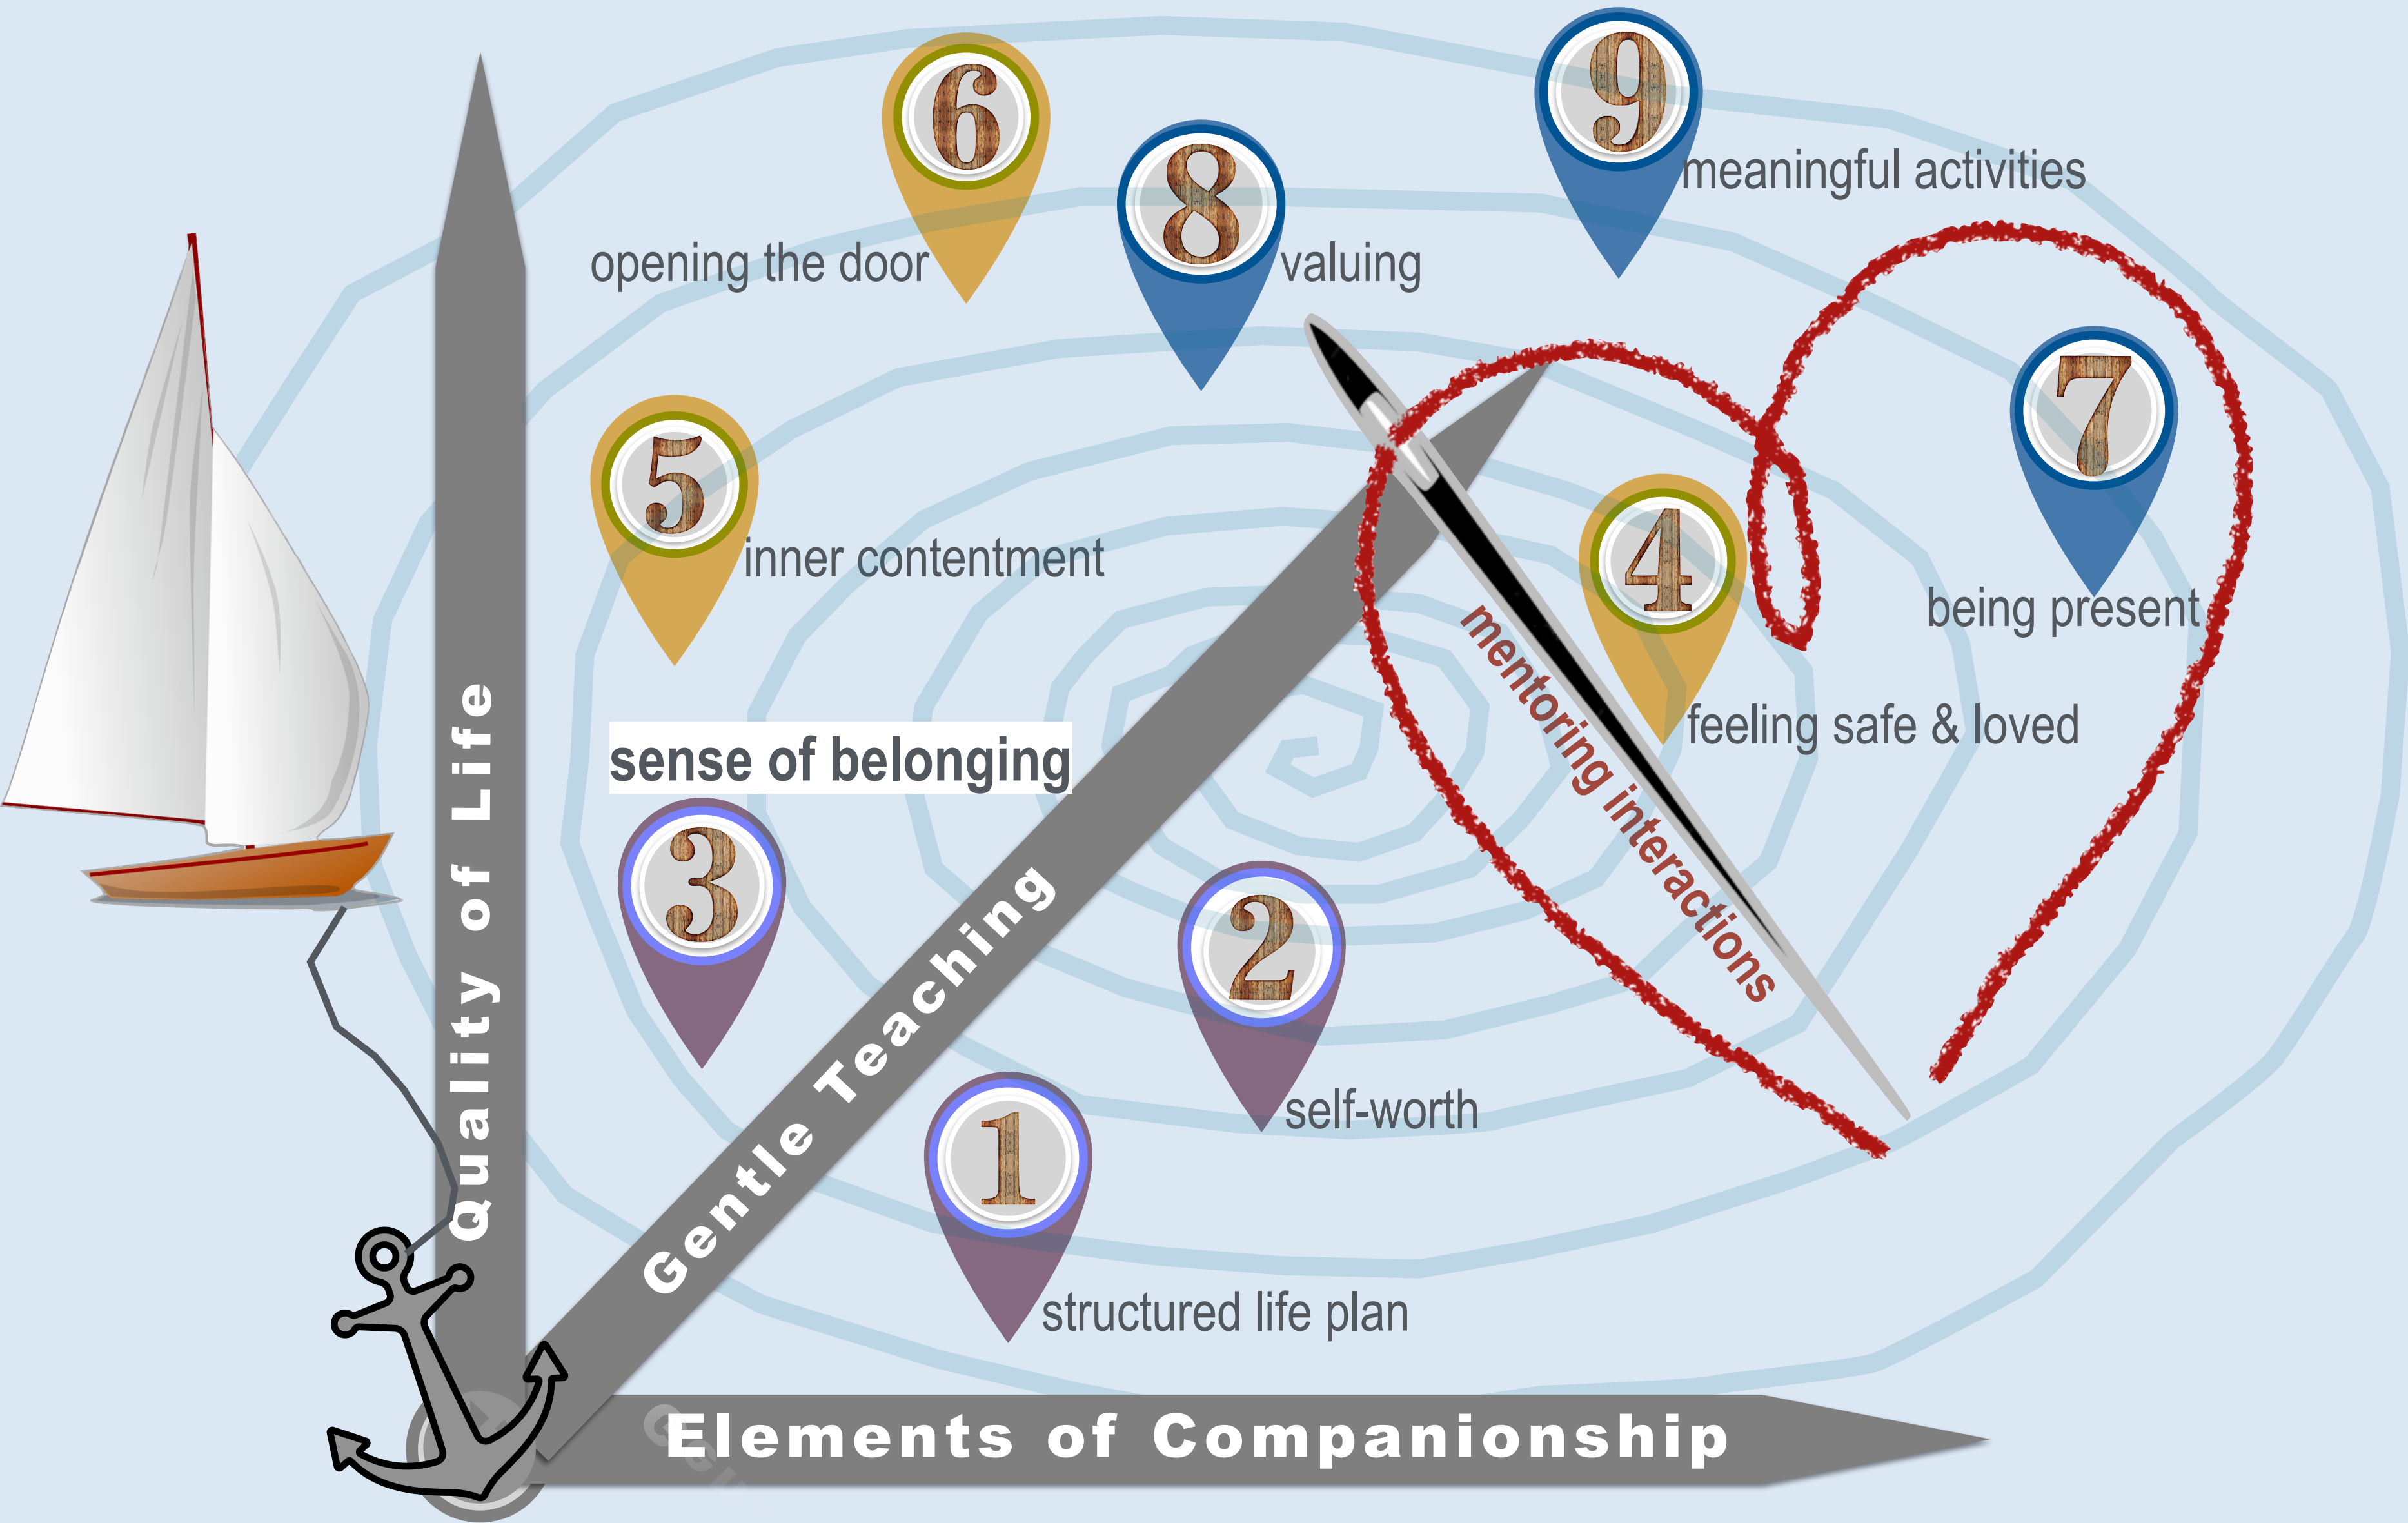 6
opening the door
8
valuing
9
meaningful activities
5
inner contentment
4
feeling safe & loved
7
being present
mentoring interactions
sense of belonging
3
2
self-worth
1
structured life plan
Quality of Life
Gentle Teaching
Elements of Companionship